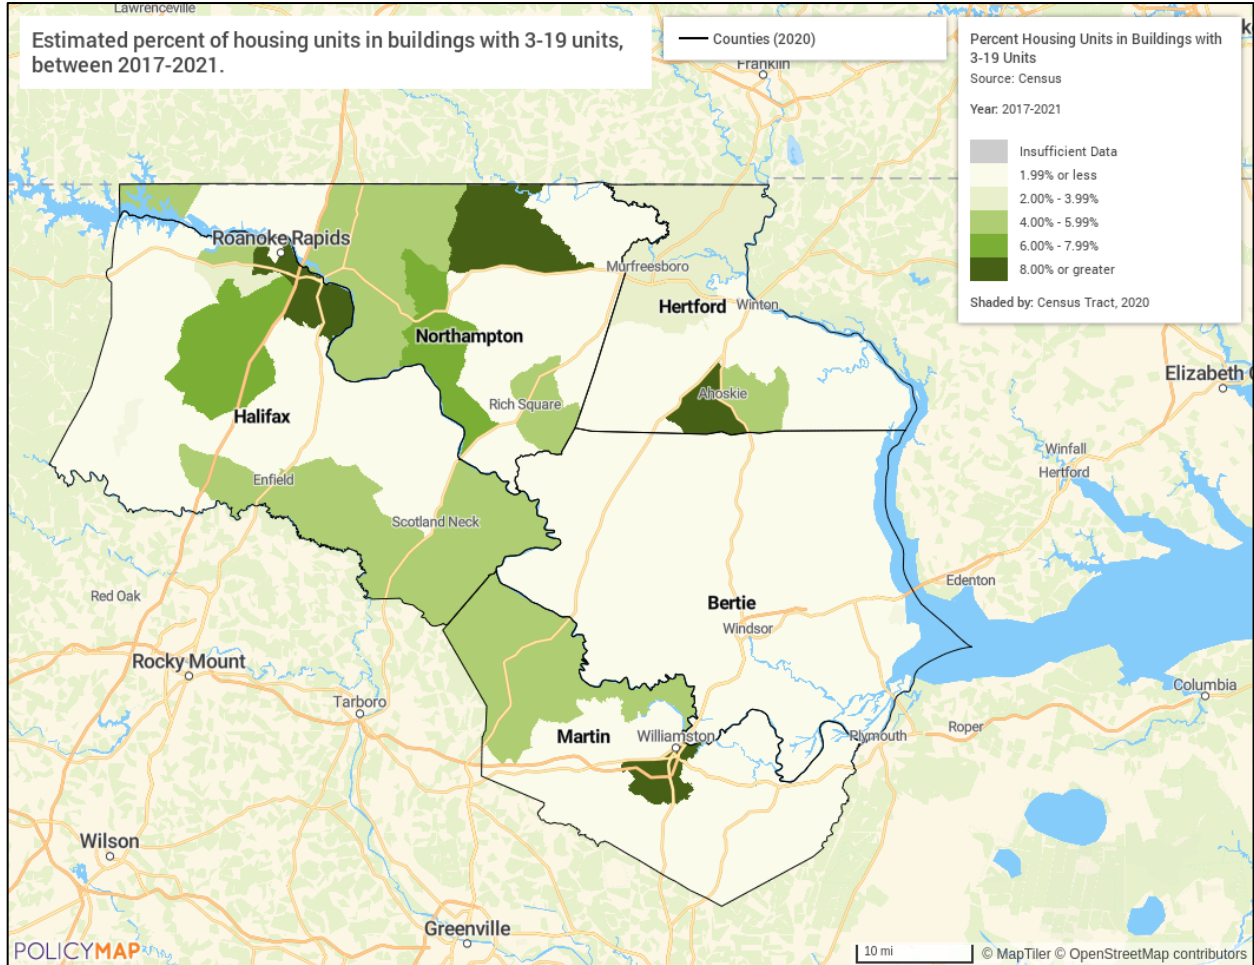 Lawrenceville
Estimated percent of housing units in buildings with 3-19 units,
between 2017-2021.
Counties (2020)
Franklin
Percent Housing Units in Buildings with
3-19 Units
Source: Census
Year: 2017-2021
Insufficient Data
1.99% or less
2.00% - 3.99%
4.00% - 5.99%
6.00% - 7.99%
8.00% or greater
Shaded by: Census Tract, 2020
Roanoke Rapids
Murfreesboro
Hertford
Winton
Northampton
Elizabeth C
Ahoskie
Rich Square
Halifax
Winfall
Hertford
Enfield
Scotland Neck
Edenton
Red Oak
Bertie
Windsor
Rocky Mount
Columbia
Tarboro
Roper
Martin
Williamston
Plymouth
Wilson
Greenville
POLICYMAP
10 mi
© MapTiler © OpenStreetMap contributors